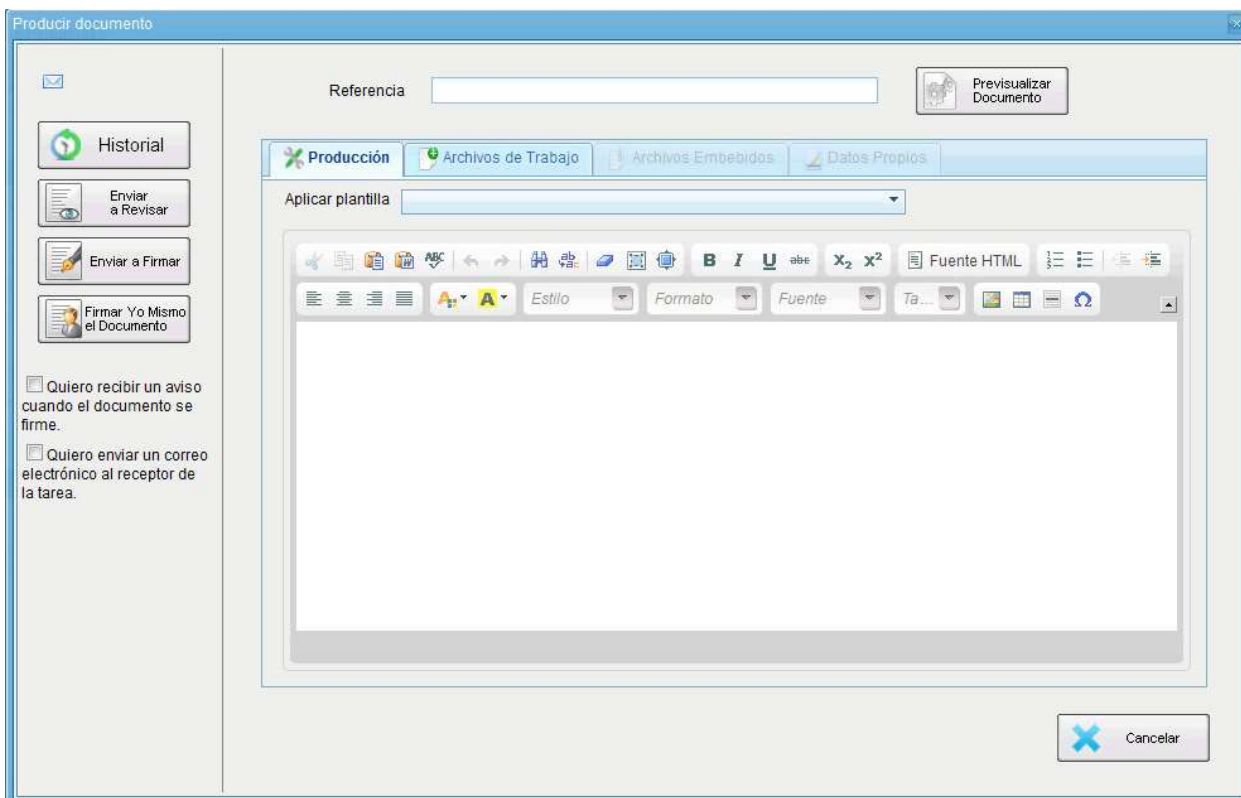 Producir documento
Referencia
Previsualizar
Documento
Historial
Enviar
a Revisar
Enviar a Firmar
Firmar Yo Mismo
el Documento
Quiero recibir un aviso
cuando el documento se
firme.
Quiero enviar un correo
electrónico al receptor de
la tarea.
Producción Archivos de Trabajo Archivos Embebidos Datos Propios
Aplicar plantilla
ABC B I U abc X₂ X² Fuente HTML
A A Estilo Formato Fuente Ta... Ω
Cancelar